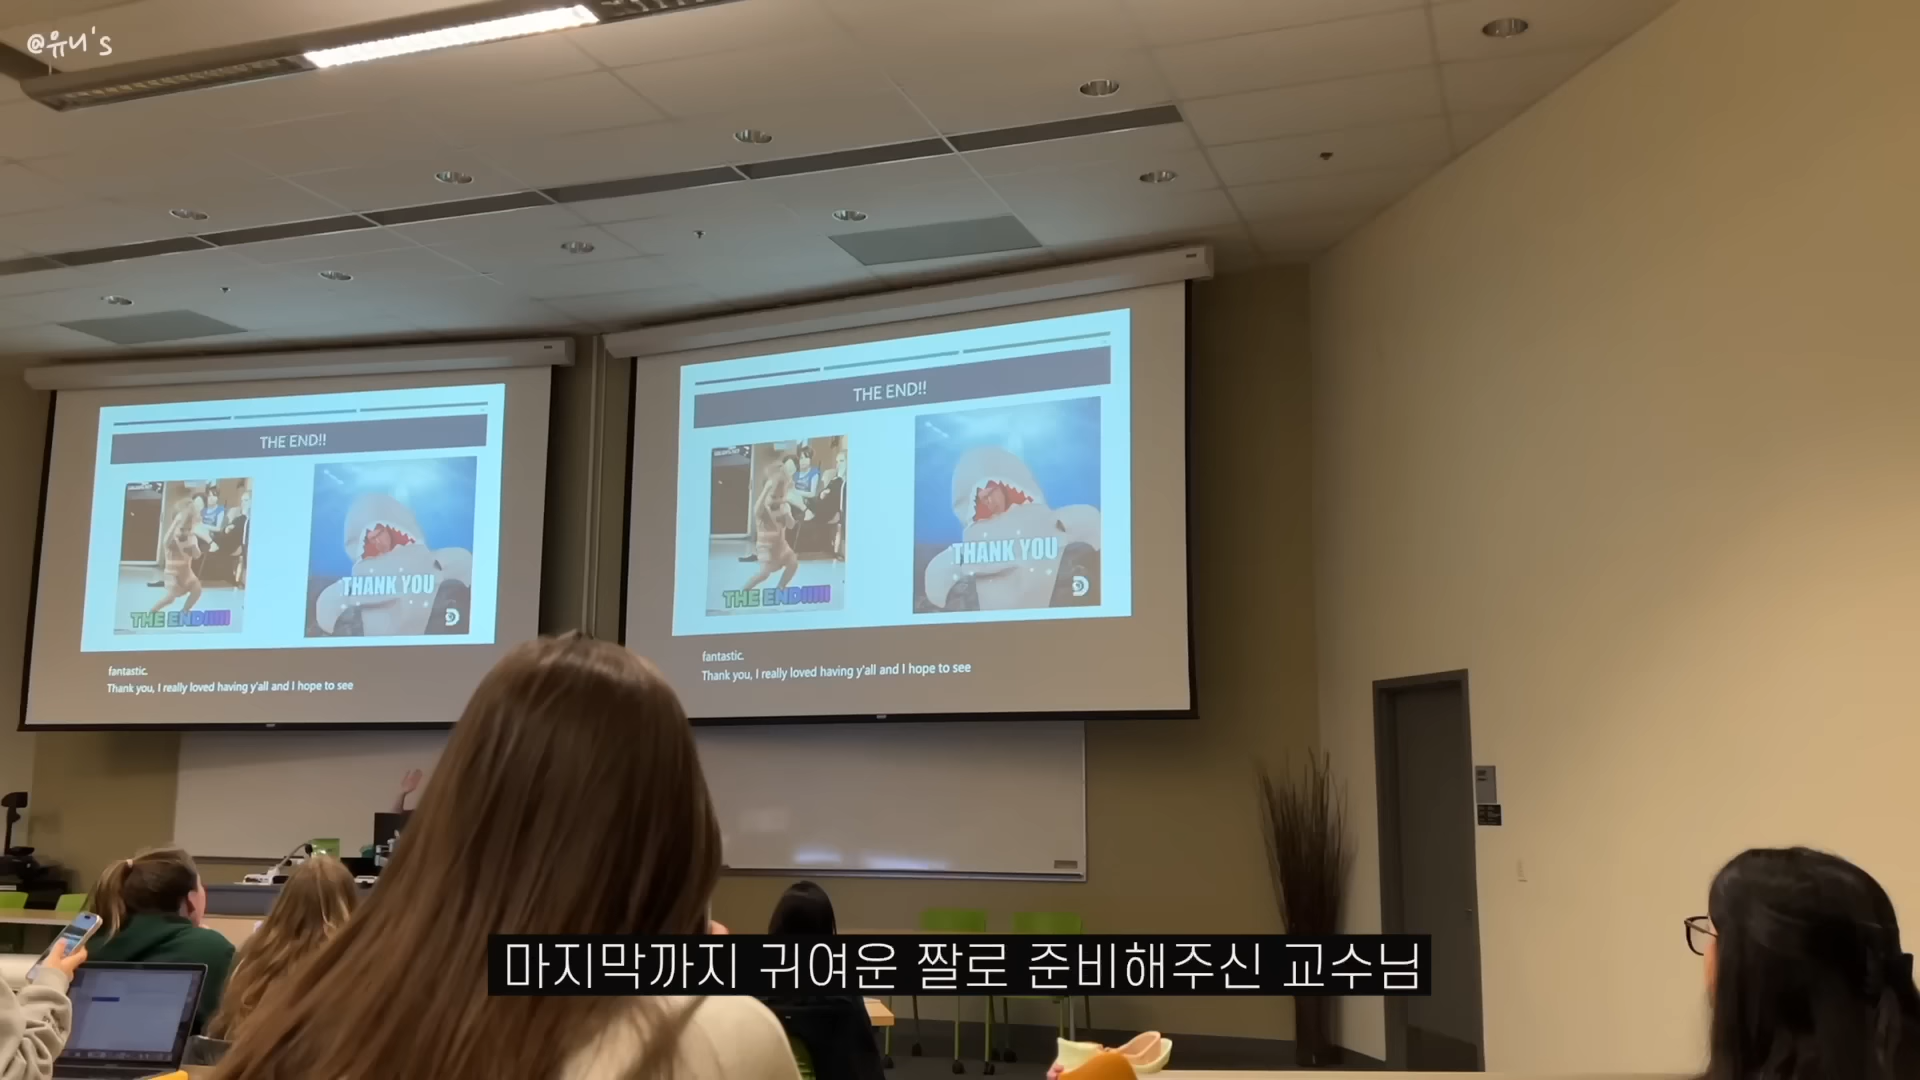 @유니's
THE END!!
THE END!!!!!
THANK YOU
fantastic.
Thank you, I really loved having y'all and I hope to see
THE END!!
THE END!!!!!
THANK YOU
fantastic.
Thank you, I really loved having y'all and I hope to see
마지막까지 귀여운 짤로 준비해주신 교수님